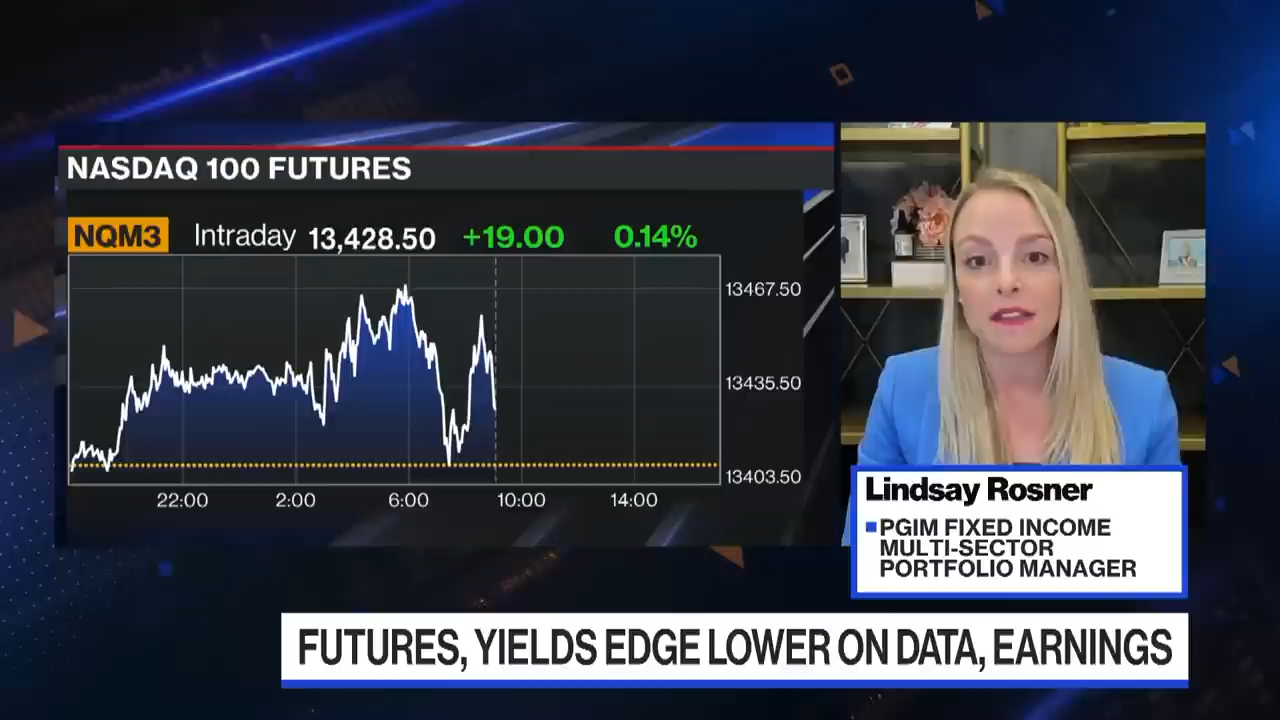 NASDAQ 100 FUTURES
NQM3 Intraday 13,428.50 +19.00 0.14%
13467.50
13435.50
13403.50
22:00 2:00 6:00 10:00 14:00
Lindsay Rosner
PGIM FIXED INCOME
MULTI-SECTOR
PORTFOLIO MANAGER
FUTURES, YIELDS EDGE LOWER ON DATA, EARNINGS